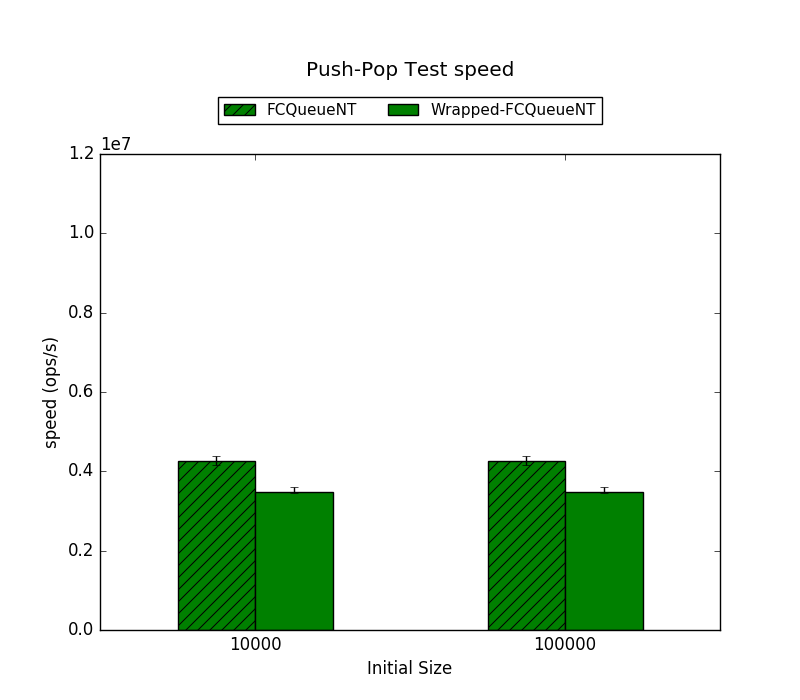 Push-Pop Test speed
FCQueueNT Wrapped-FCQueueNT
1e7
1.2
1.0
0.8
0.6
0.4
0.2
0.0
speed (ops/s)
10000 100000
Initial Size